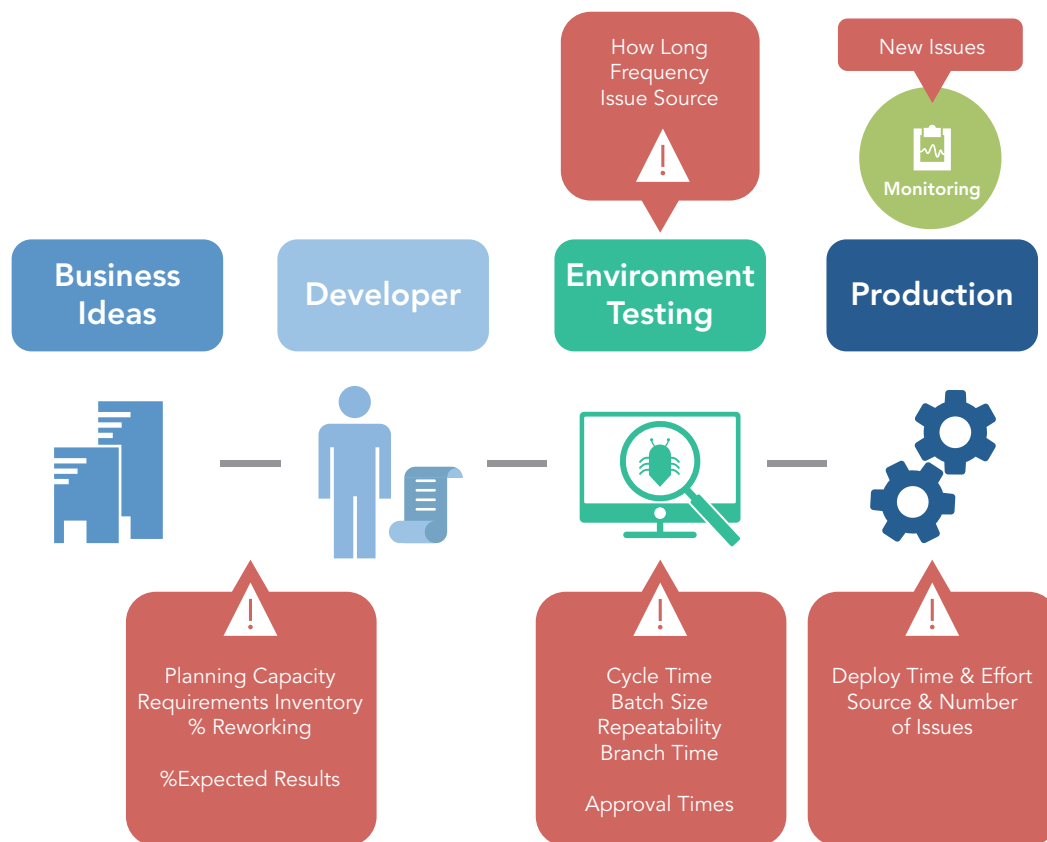 How Long
Frequency
Issue Source
New Issues
Monitoring
Business
Ideas
Developer
Environment
Testing
Production
Planning Capacity
Requirements Inventory
% Reworking
%Expected Results
Cycle Time
Batch Size
Repeatability
Branch Time
Approval Times
Deploy Time & Effort
Source & Number
of Issues